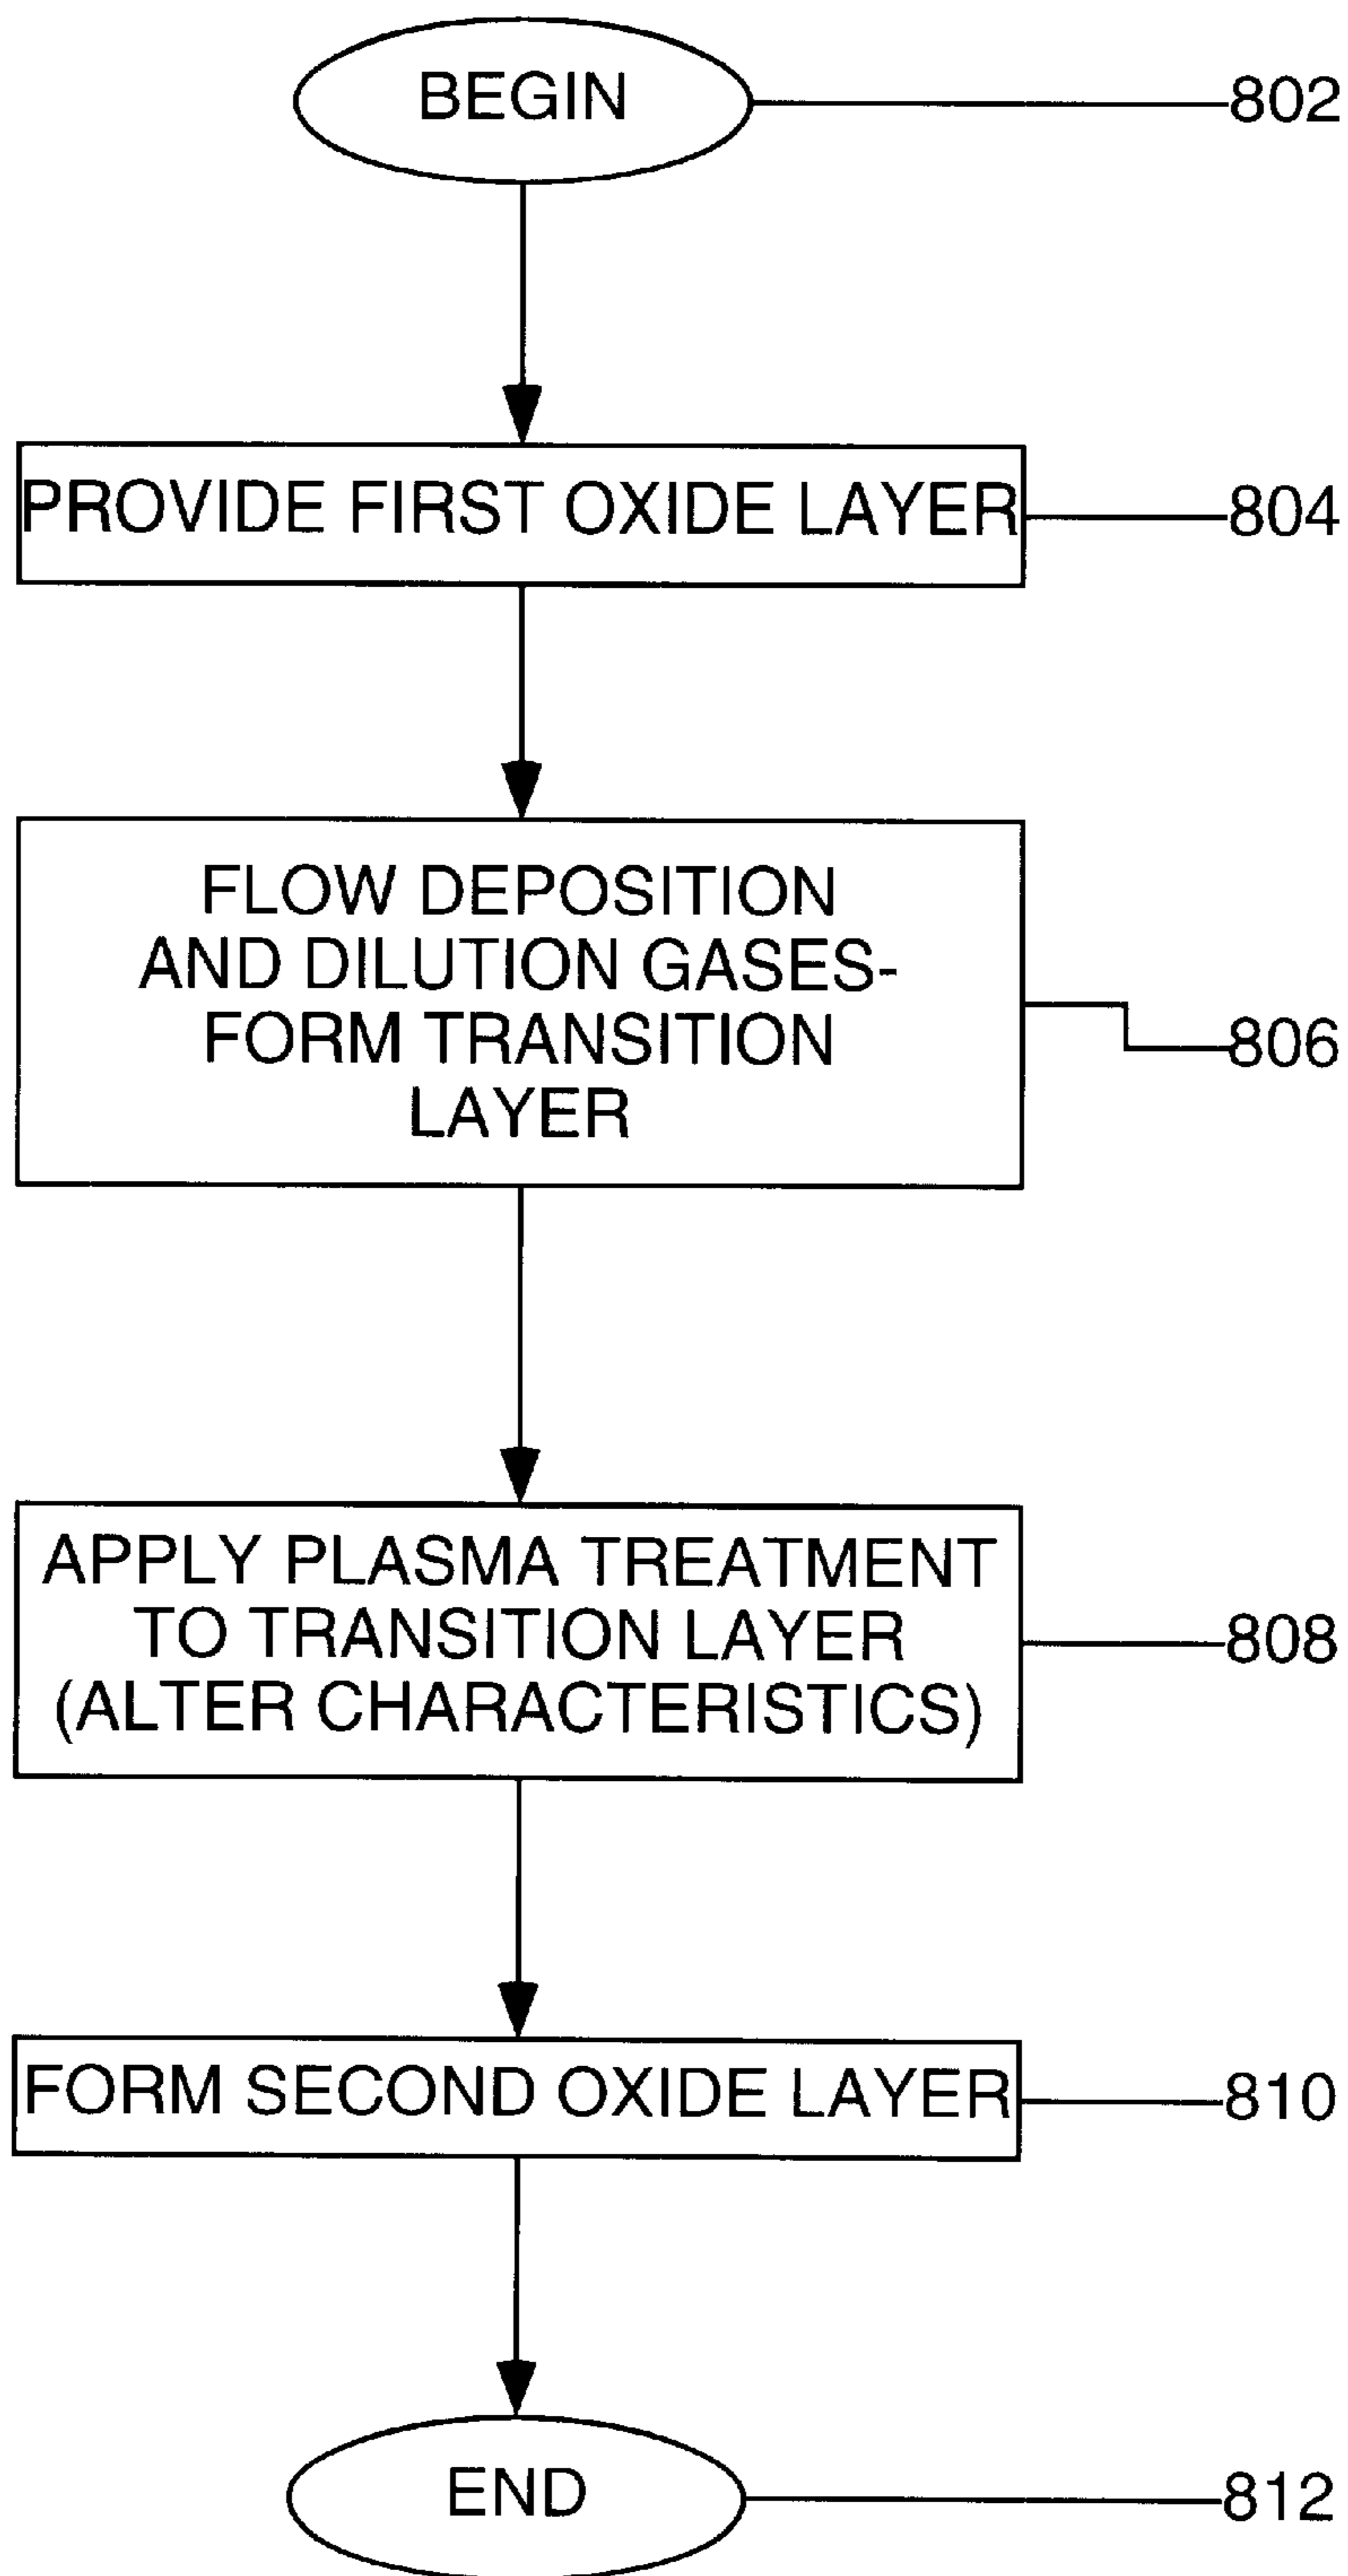 BEGIN
802
PROVIDE FIRST OXIDE LAYER
804
FLOW DEPOSITION
AND DILUTION GASES-
FORM TRANSITION
LAYER
806
APPLY PLASMA TREATMENT
TO TRANSITION LAYER
(ALTER CHARACTERISTICS)
808
FORM SECOND OXIDE LAYER
810
END
812